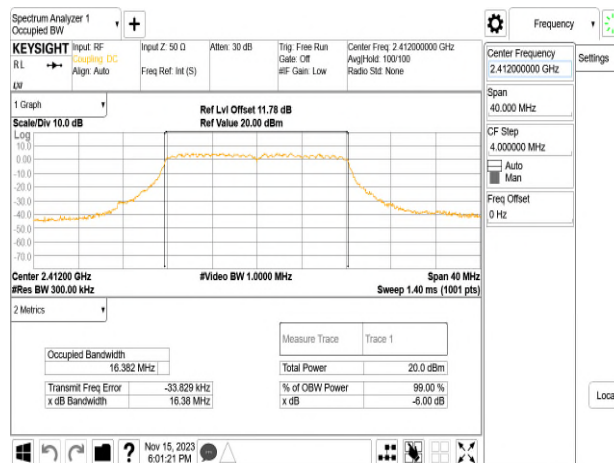 Spectrum Analyzer 1
Occupied BW
+
Frequency
KEYSIGHT
Input: RF
Input Z: 50 Ω
Atten: 30 dB
Trig: Free Run
Center Freq: 2.412000000 GHz
RL
Coupling: DC
Gate: Off
Avg|Hold: 100/100
Align: Auto
Freq Ref: Int (S)
#IF Gain: Low
Radio Std: None
LXI
Center Frequency
2.412000000 GHz
Settings
Span
40.000 MHz
CF Step
4.000000 MHz
Auto
Man
Freq Offset
0 Hz
1 Graph
Ref Lvl Offset 11.78 dB
Scale/Div 10.0 dB
Ref Value 20.00 dBm
Log
10.0
0.00
-10.0
-20.0
-30.0
-40.0
-50.0
-60.0
-70.0
Center 2.41200 GHz
#Video BW 1.0000 MHz
Span 40 MHz
#Res BW 300.00 kHz
Sweep 1.40 ms (1001 pts)
2 Metrics
Measure Trace
Trace 1
Occupied Bandwidth
16.382 MHz
Total Power
20.0 dBm
Transmit Freq Error
-33.829 kHz
% of OBW Power
99.00 %
x dB Bandwidth
16.38 MHz
x dB
-6.00 dB
Loca
?
Nov 15, 2023
6:01:21 PM